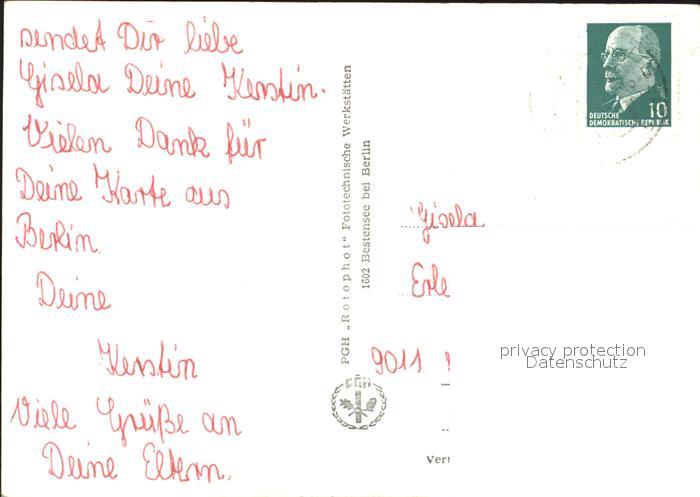 sendet Dir liebe
Gisela Deine Kerstin.
Vielen Dank für
Deine Karte aus
Berlin.
Deine
Kerstin
Viele Grüße an
Deine Eltern.
PGH „Rotophot“ Fototechnische Werkstätten
1602 Bestensee bei Berlin
PGH
10
DEUTSCHE
DEMOKRATISCHE REPUBLIK
Gisela
Erle
9011
privacy protection
Datenschutz
Vert